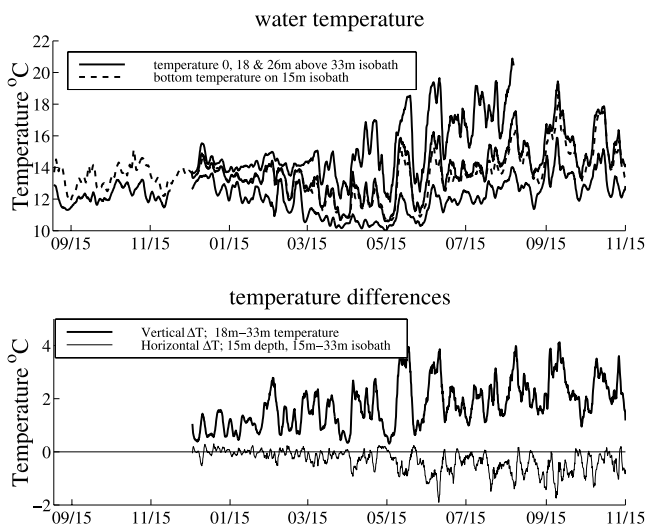 water temperature
temperature 0, 18 & 26m above 33m isobath
bottom temperature on 15m isobath
Temperature °C
22
20
18
16
14
12
10
09/15 11/15 01/15 03/15 05/15 07/15 09/15 11/15
temperature differences
Vertical ΔT; 18m−33m temperature
Horizontal ΔT; 15m depth, 15m−33m isobath
Temperature °C
4
2
0
−2
09/15 11/15 01/15 03/15 05/15 07/15 09/15 11/15